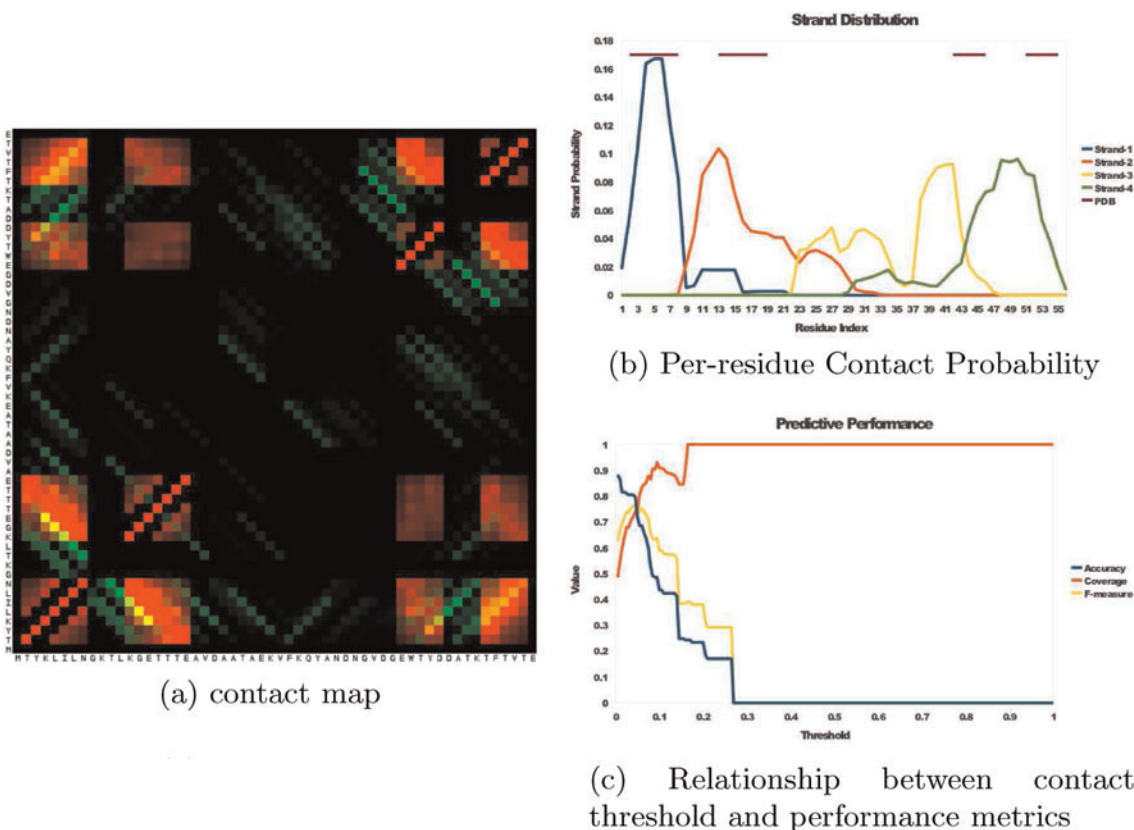 E T V T F T K T A D D Y T W E G D V G N D N A Y Q K F V K E A T A A D V A E T T T E G K L T K G N L I L K Y T M
M T Y K L I L N G K T L K G E T T T E A V D A A T A E K V F K Q Y A N D N G V D G E W T Y D D A T K T F T V T E
(a) contact map
Strand Distribution
0.18
0.16
0.14
0.12
0.1
0.08
0.06
0.04
0.02
0
Strand Probability
1 3 5 7 9 11 13 15 17 19 21 23 25 27 29 31 33 35 37 39 41 43 45 47 49 51 53 55
Residue Index
Strand-1
Strand-2
Strand-3
Strand-4
PDB
(b) Per-residue Contact Probability
Predictive Performance
1
0.9
0.8
0.7
0.6
0.5
0.4
0.3
0.2
0.1
0
Value
0 0.1 0.2 0.3 0.4 0.5 0.6 0.7 0.8 0.9 1
Threshold
Accuracy
Coverage
F-measure
(c) Relationship between contact
threshold and performance metrics